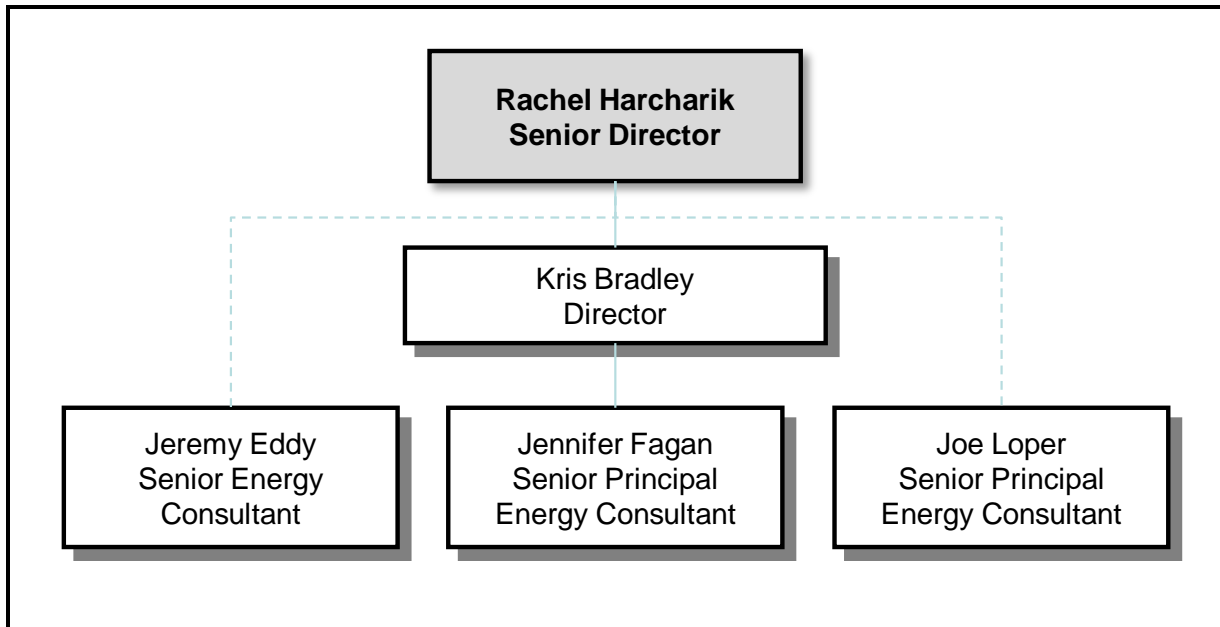 Rachel Harcharik
Senior Director
Kris Bradley
Director
Jeremy Eddy
Senior Energy
Consultant
Jennifer Fagan
Senior Principal
Energy Consultant
Joe Loper
Senior Principal
Energy Consultant